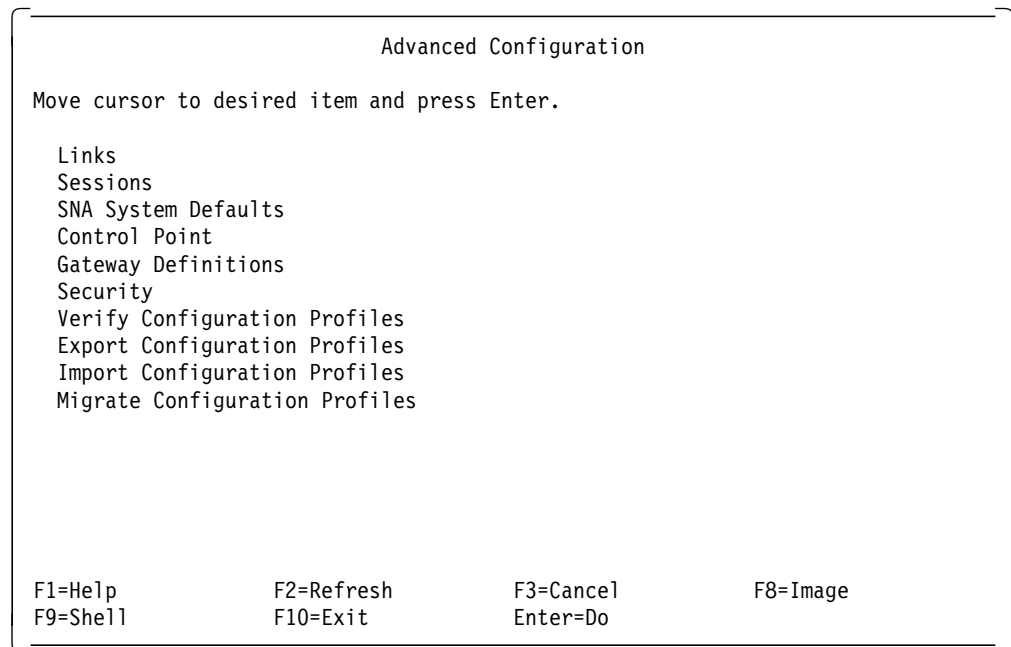 Advanced Configuration
Move cursor to desired item and press Enter.
Links
Sessions
SNA System Defaults
Control Point
Gateway Definitions
Security
Verify Configuration Profiles
Export Configuration Profiles
Import Configuration Profiles
Migrate Configuration Profiles
F1=Help F2=Refresh F3=Cancel F8=Image
F9=Shell F10=Exit Enter=Do